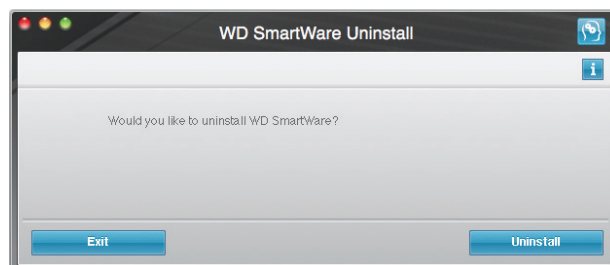 WD SmartWare Uninstall
i
Would you like to uninstall WD SmartWare?
Exit
Uninstall